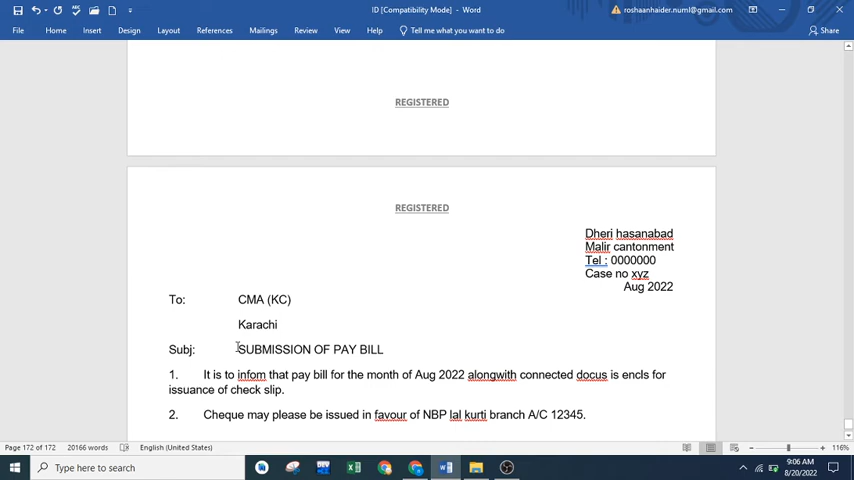 ID [Compatibility Mode] - Word
roshaanhaider.numl@gmail.com
File Home Insert Design Layout References Mailings Review View Help Tell me what you want to do Share
REGISTERED
REGISTERED
Dheri hasanabad
Malir cantonment
Tel : 0000000
Case no xyz
Aug 2022
To: CMA (KC)
Karachi
Subj: SUBMISSION OF PAY BILL
1. It is to infom that pay bill for the month of Aug 2022 alongwith connected docus is encls for
issuance of check slip.
2. Cheque may please be issued in favour of NBP lal kurti branch A/C 12345.
Page 172 of 172 20166 words English (United States) 116%
Type here to search
9:06 AM
8/20/2022